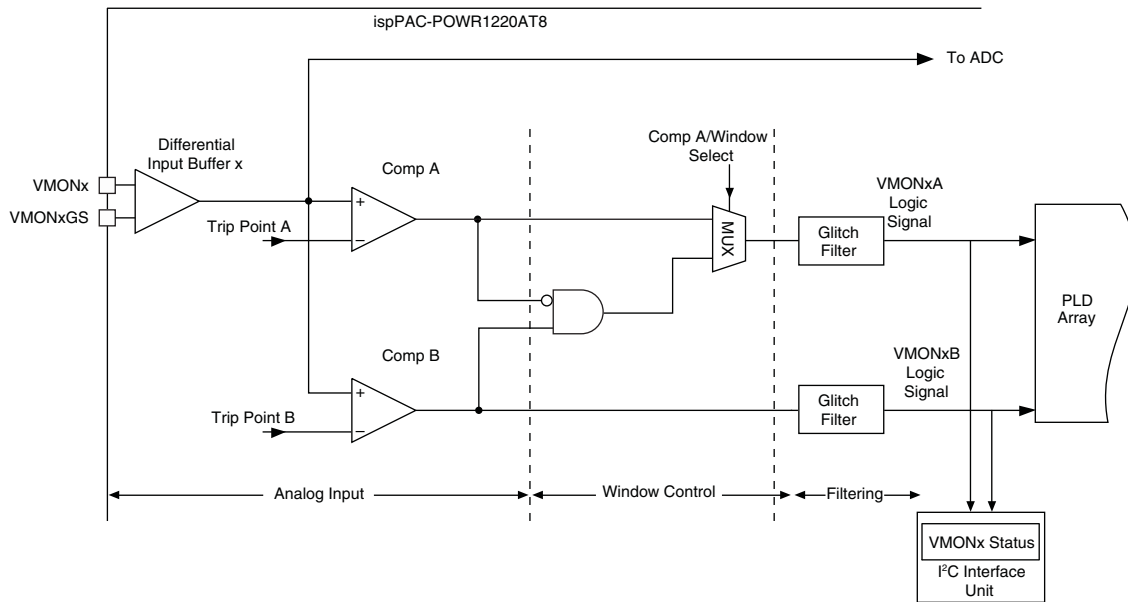 ispPAC-POWR1220AT8
To ADC
Differential
Input Buffer x
Comp A/Window
Select
Comp A
VMONx
VMONxGS
VMONxA
Logic
Signal
Trip Point A
+
–
MUX
Glitch
Filter
PLD
Array
Comp B
VMONxB
Logic
Signal
+
–
Trip Point B
Glitch
Filter
Analog Input
Window Control
Filtering
VMONx Status
I²C Interface
Unit